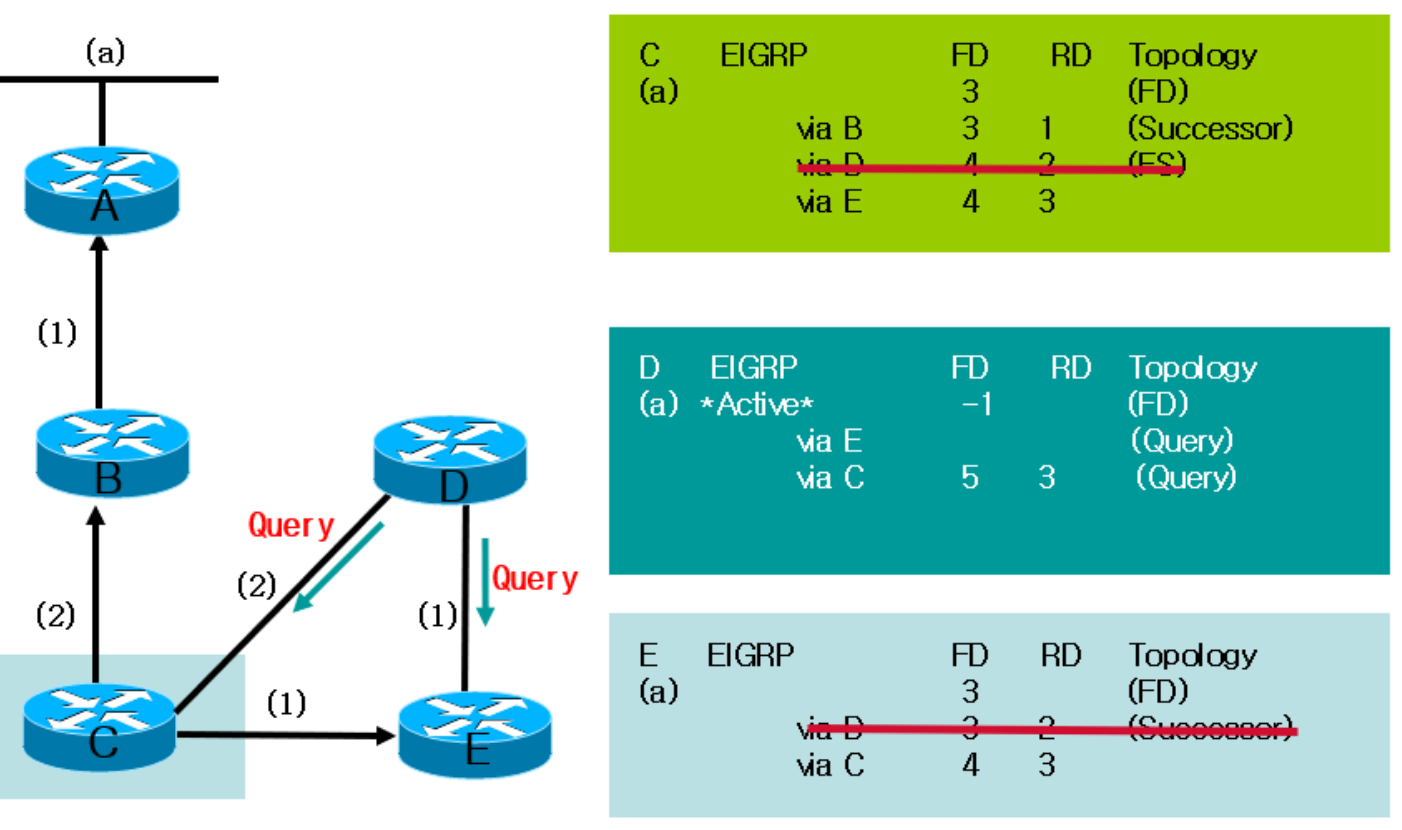 (a)
A
(1)
B
D
Query
(2)
Query
(2)
(1)
(1)
C
E
C EIGRP FD RD Topology
(a) 3 (FD)
via B 3 1 (Successor)
via D 4 2 (FS)
via E 4 3
D EIGRP FD RD Topology
(a) *Active* -1 (FD)
via E (Query)
via C 5 3 (Query)
E EIGRP FD RD Topology
(a) 3 (FD)
via D 3 2 (Successor)
via C 4 3